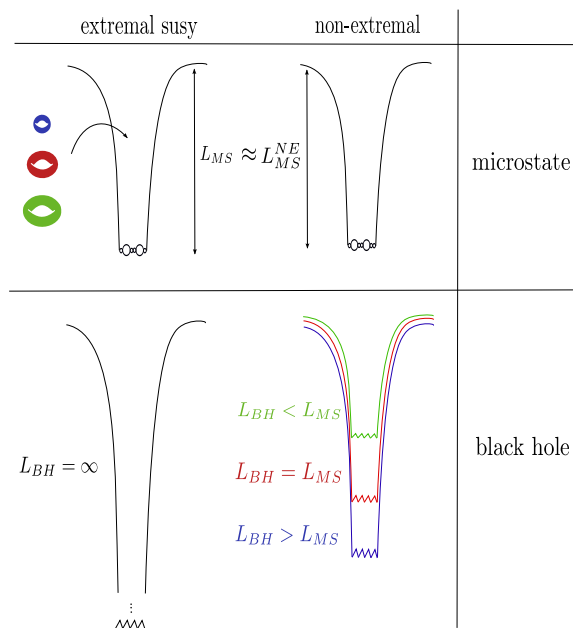 extremal susy
non-extremal
L_{MS} ≈ L_{MS}^{NE}
microstate
L_{BH} < L_{MS}
L_{BH} = ∞
L_{BH} = L_{MS}
black hole
L_{BH} > L_{MS}
⋮